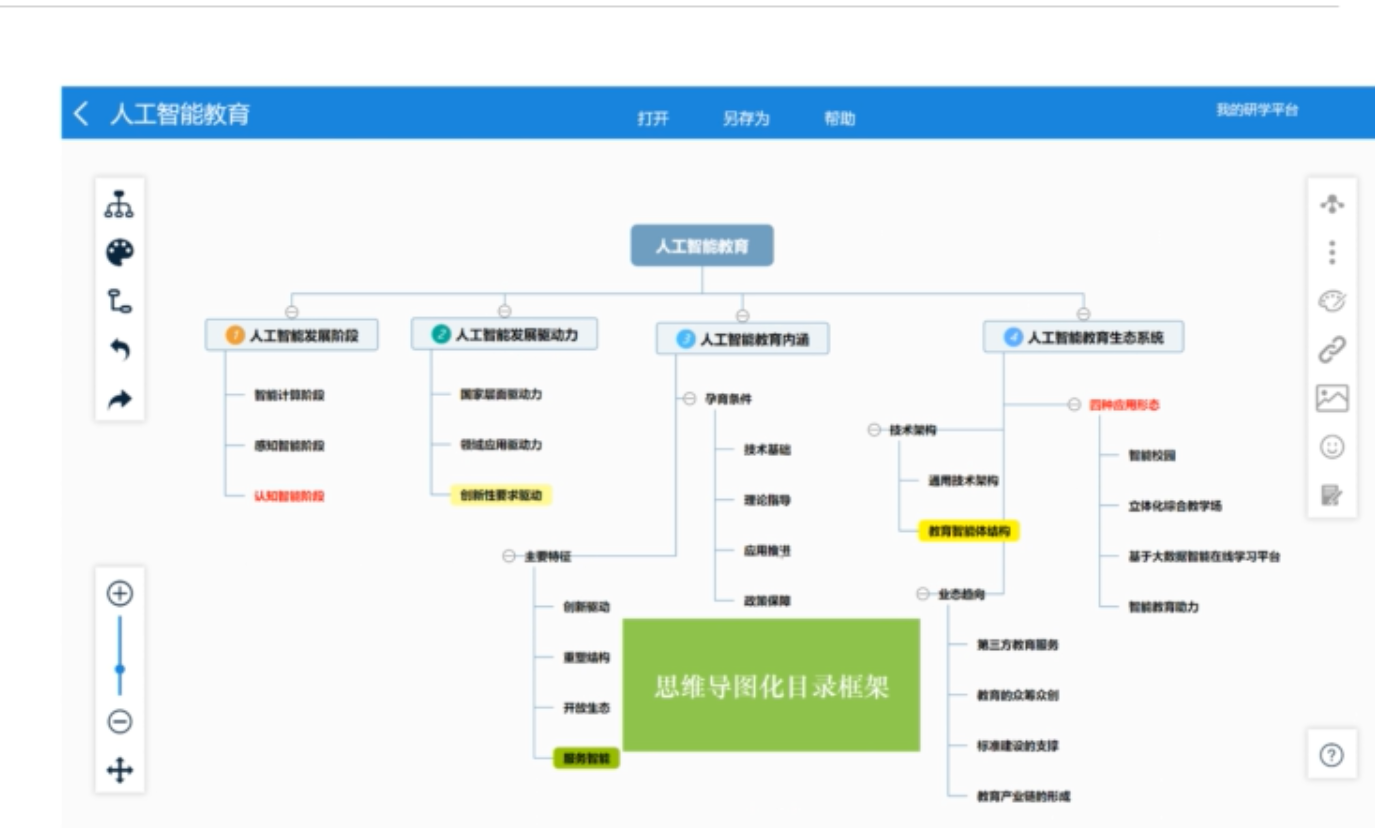 人工智能教育
打开 另存为 帮助
我的研学平台
人工智能教育
1 人工智能发展阶段
智能计算阶段
感知智能阶段
认知智能阶段
2 人工智能发展驱动力
国家层面驱动力
领域应用驱动力
创新性要求驱动
3 人工智能教育内涵
孕育条件
技术基础
理论指导
应用推进
政策保障
主要特征
创新驱动
重塑结构
开放生态
服务智能
4 人工智能教育生态系统
技术架构
通用技术架构
教育智能体结构
业态趋向
第三方教育服务
教育的众筹众创
标准建设的支撑
教育产业链的形成
四种应用形态
智能校园
立体化综合教学场
基于大数据智能在线学习平台
智能教育助力
思维导图化目录框架